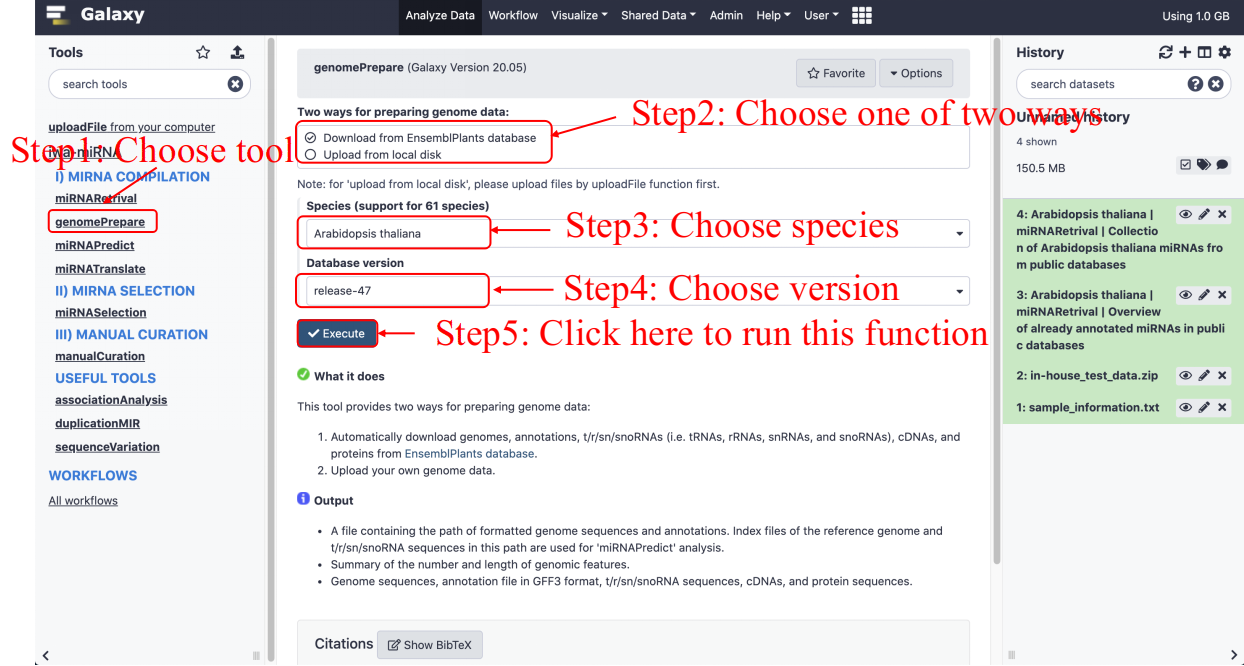 Galaxy
Analyze Data Workflow Visualize Shared Data Admin Help User
Using 1.0 GB
Tools
search tools
uploadFile from your computer
iwa-miRNA
Step1: Choose tool
I) MIRNA COMPILATION
miRNARetrival
genomePrepare
miRNAPredict
miRNATranslate
II) MIRNA SELECTION
miRNASelection
III) MANUAL CURATION
manualCuration
USEFUL TOOLS
associationAnalysis
duplicationMIR
sequenceVariation
WORKFLOWS
All workflows
genomePrepare (Galaxy Version 20.05)
Favorite
Options
Two ways for preparing genome data:
Step2: Choose one of two ways
Download from EnsemblPlants database
Upload from local disk
Note: for 'upload from local disk', please upload files by uploadFile function first.
Species (support for 61 species)
Arabidopsis thaliana
Step3: Choose species
Database version
release-47
Step4: Choose version
Execute
Step5: Click here to run this function
What it does
This tool provides two ways for preparing genome data:
1. Automatically download genomes, annotations, t/r/sn/snoRNAs (i.e. tRNAs, rRNAs, snRNAs, and snoRNAs), cDNAs, and
proteins from EnsemblPlants database.
2. Upload your own genome data.
Output
• A file containing the path of formatted genome sequences and annotations. Index files of the reference genome and
t/r/sn/snoRNA sequences in this path are used for 'miRNAPredict' analysis.
• Summary of the number and length of genomic features.
• Genome sequences, annotation file in GFF3 format, t/r/sn/snoRNA sequences, cDNAs, and protein sequences.
Citations
Show BibTeX
History
search datasets
Unnamed history
4 shown
150.5 MB
4: Arabidopsis thaliana |
miRNARetrival | Collectio
n of Arabidopsis thaliana miRNAs fro
m public databases
3: Arabidopsis thaliana |
miRNARetrival | Overview
of already annotated miRNAs in publi
c databases
2: in-house_test_data.zip
1: sample_information.txt